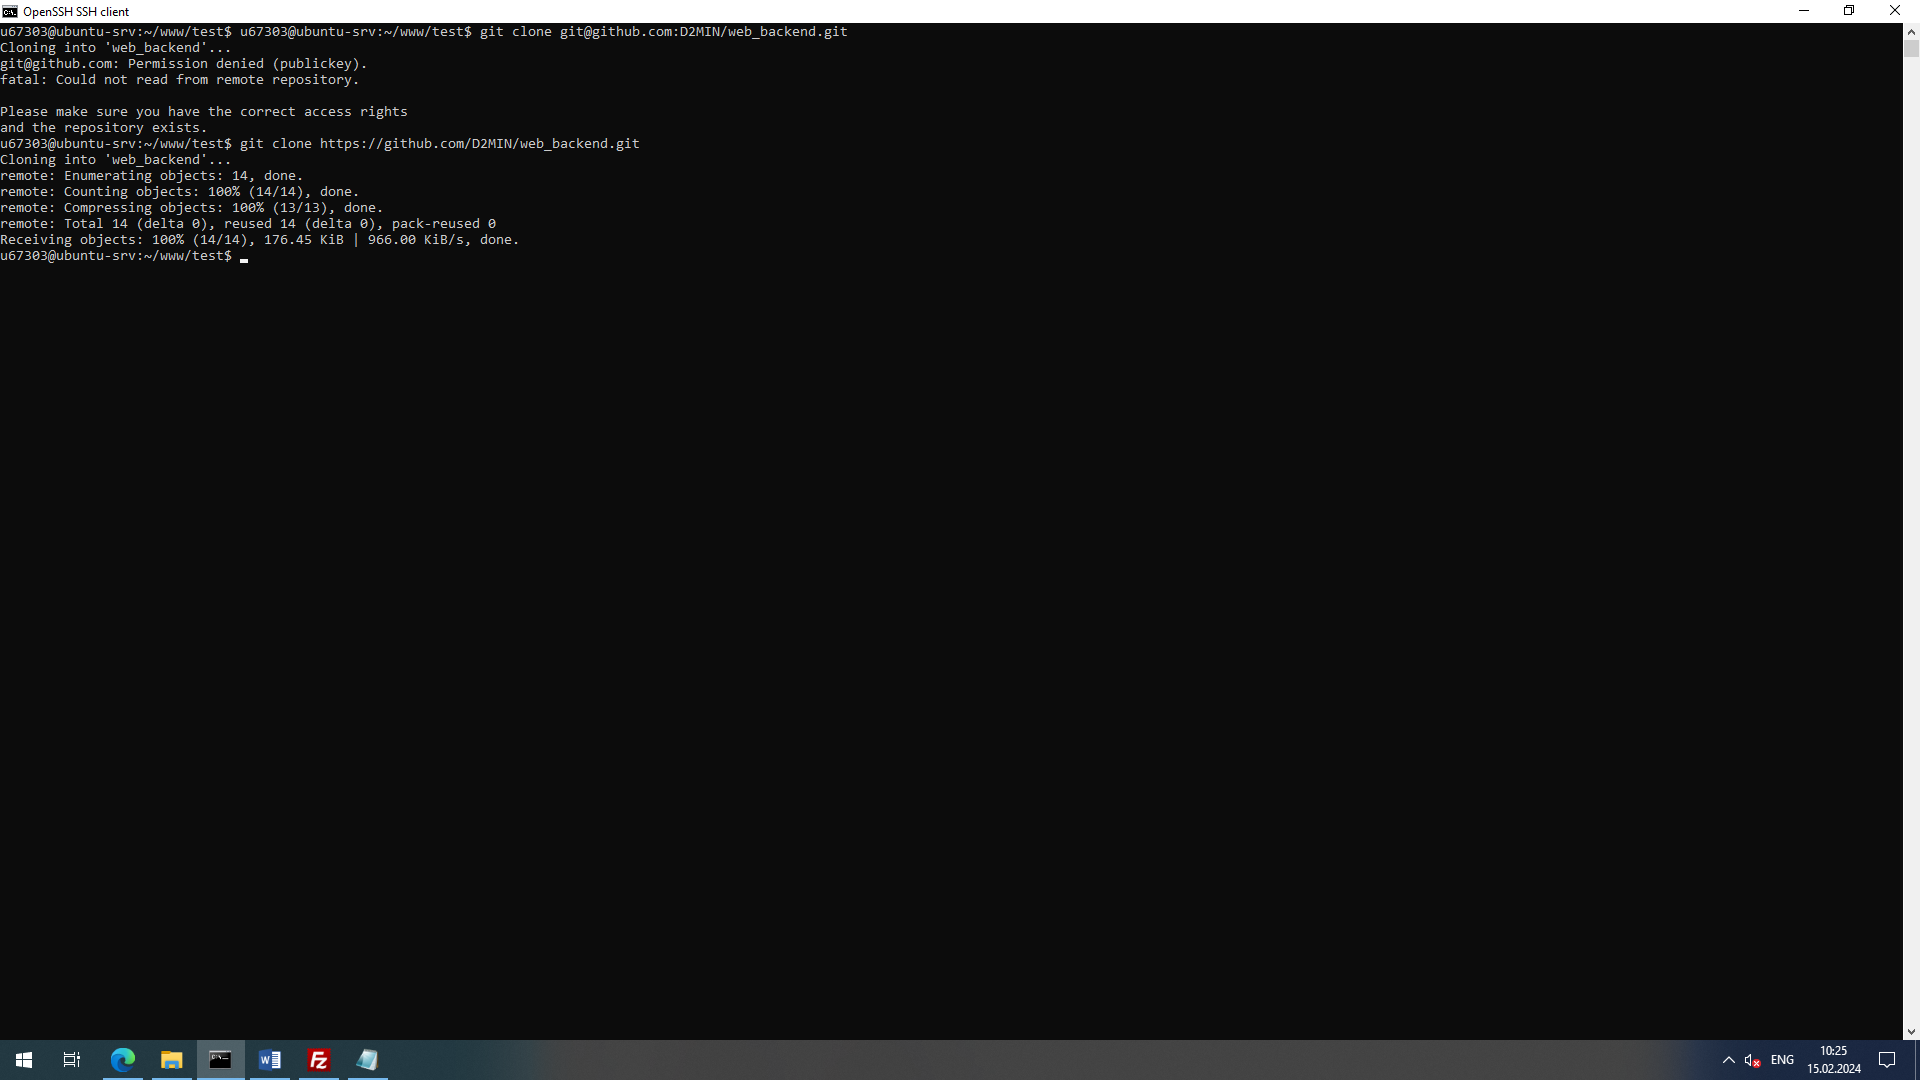 OpenSSH SSH client
u67303@ubuntu-srv:~/www/test$ u67303@ubuntu-srv:~/www/test$ git clone git@github.com:D2MIN/web_backend.git
Cloning into 'web_backend'...
git@github.com: Permission denied (publickey).
fatal: Could not read from remote repository.
Please make sure you have the correct access rights
and the repository exists.
u67303@ubuntu-srv:~/www/test$ git clone https://github.com/D2MIN/web_backend.git
Cloning into 'web_backend'...
remote: Enumerating objects: 14, done.
remote: Counting objects: 100% (14/14), done.
remote: Compressing objects: 100% (13/13), done.
remote: Total 14 (delta 0), reused 14 (delta 0), pack-reused 0
Receiving objects: 100% (14/14), 176.45 KiB | 966.00 KiB/s, done.
u67303@ubuntu-srv:~/www/test$
ENG
10:25
15.02.2024